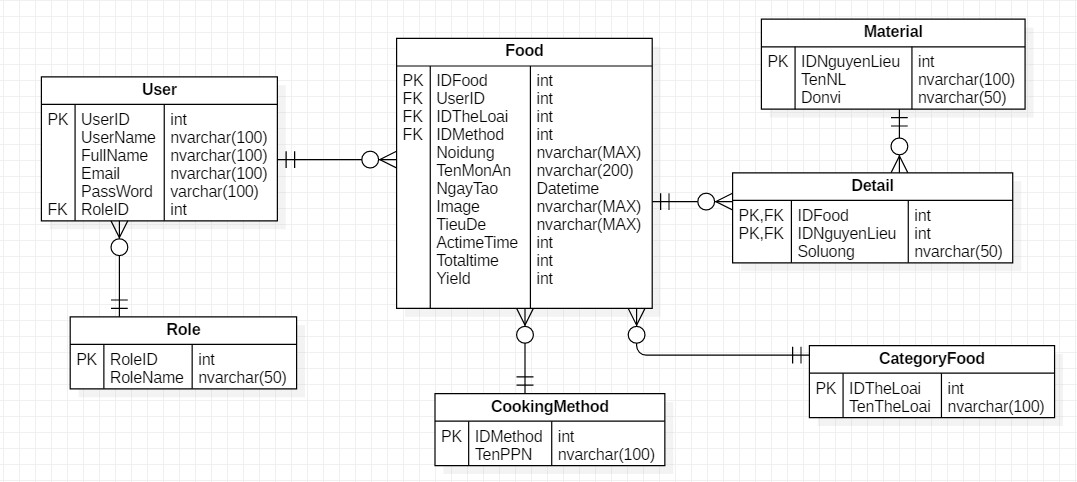 User
PK UserID int
UserName nvarchar(100)
FullName nvarchar(100)
Email nvarchar(100)
PassWord varchar(100)
FK RoleID int
Role
PK RoleID int
RoleName nvarchar(50)
Food
PK IDFood int
FK UserID int
FK IDTheLoai int
FK IDMethod int
Noidung nvarchar(MAX)
TenMonAn nvarchar(200)
NgayTao Datetime
Image nvarchar(MAX)
TieuDe nvarchar(MAX)
ActimeTime int
Totaltime int
Yield int
CookingMethod
PK IDMethod int
TenPPN nvarchar(100)
Material
PK IDNguyenLieu int
TenNL nvarchar(100)
Donvi nvarchar(50)
Detail
PK,FK IDFood int
PK,FK IDNguyenLieu int
Soluong nvarchar(50)
CategoryFood
PK IDTheLoai int
TenTheLoai nvarchar(100)